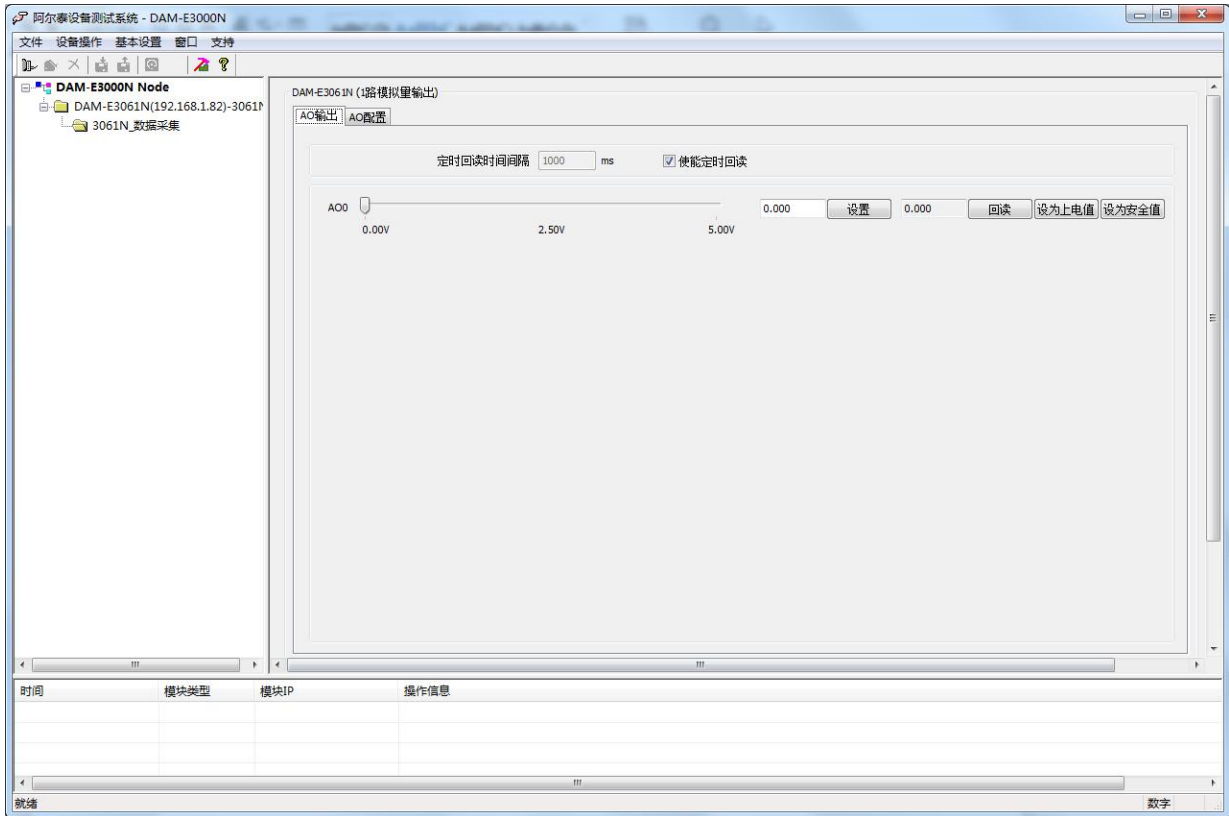 阿尔泰设备测试系统 - DAM-E3000N
文件 设备操作 基本设置 窗口 支持
DAM-E3000N Node
DAM-E3061N(192.168.1.82)-3061N
3061N_数据采集
DAM-E3061N (1路模拟量输出)
AO输出 AO配置
定时回读时间间隔 1000 ms 使能定时回读
AO0 0.000 设置 0.000 回读 设为上电值 设为安全值
0.00V 2.50V 5.00V
时间 模块类型 模块IP 操作信息
就绪 数字